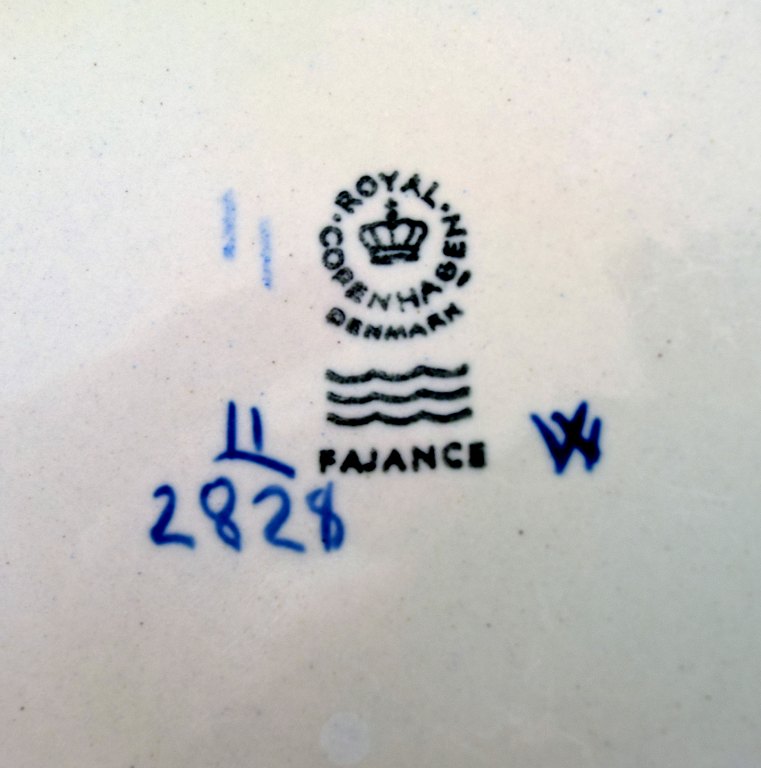 ROYAL COPENHAGEN
DENMARK
FAJANCE
11
2828